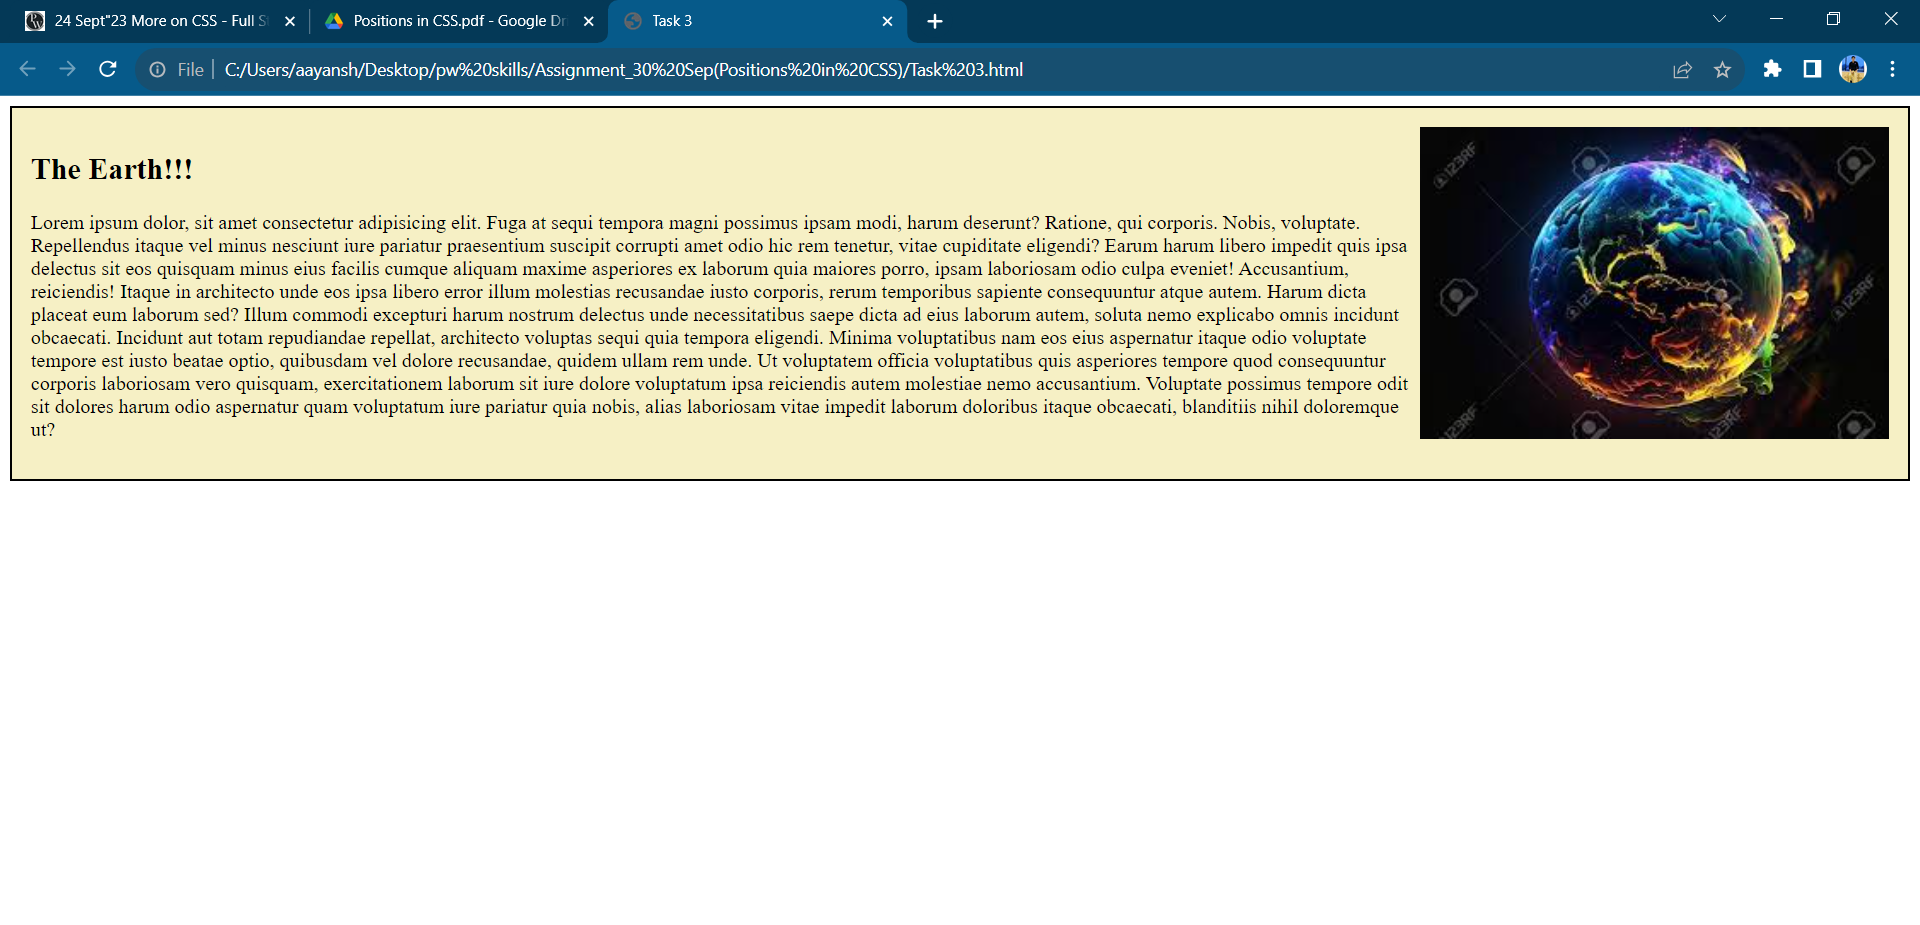 24 Sept"23 More on CSS - Full S
Positions in CSS.pdf - Google Dr
Task 3
File
C:/Users/aayansh/Desktop/pw%20skills/Assignment_30%20Sep(Positions%20in%20CSS)/Task%203.html
The Earth!!!
Lorem ipsum dolor, sit amet consectetur adipisicing elit. Fuga at sequi tempora magni possimus ipsam modi, harum deserunt? Ratione, qui corporis. Nobis, voluptate.
Repellendus itaque vel minus nesciunt iure pariatur praesentium suscipit corrupti amet odio hic rem tenetur, vitae cupiditate eligendi? Earum harum libero impedit quis ipsa
delectus sit eos quisquam minus eius facilis cumque aliquam maxime asperiores ex laborum quia maiores porro, ipsam laboriosam odio culpa eveniet! Accusantium,
reiciendis! Itaque in architecto unde eos ipsa libero error illum molestias recusandae iusto corporis, rerum temporibus sapiente consequuntur atque autem. Harum dicta
placeat eum laborum sed? Illum commodi excepturi harum nostrum delectus unde necessitatibus saepe dicta ad eius laborum autem, soluta nemo explicabo omnis incidunt
obcaecati. Incidunt aut totam repudiandae repellat, architecto voluptas sequi quia tempora eligendi. Minima voluptatibus nam eos eius aspernatur itaque odio voluptate
tempore est iusto beatae optio, quibusdam vel dolore recusandae, quidem ullam rem unde. Ut voluptatem officia voluptatibus quis asperiores tempore quod consequuntur
corporis laboriosam vero quisquam, exercitationem laborum sit iure dolore voluptatum ipsa reiciendis autem molestiae nemo accusantium. Voluptate possimus tempore odit
sit dolores harum odio aspernatur quam voluptatum iure pariatur quia nobis, alias laboriosam vitae impedit laborum doloribus itaque obcaecati, blanditiis nihil doloremque
ut?
123RF
123RF
123RF
123RF
123RF